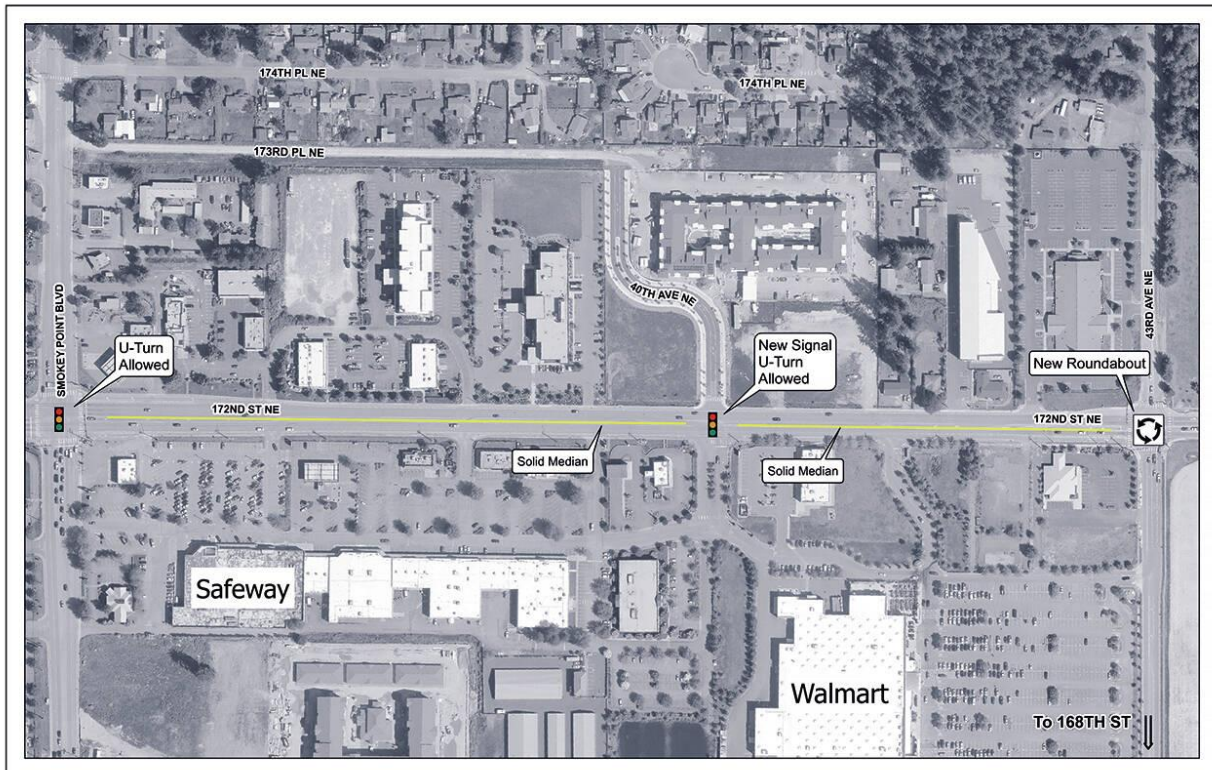 174TH PL NE
174TH PL NE
173RD PL NE
40TH AVE NE
43RD AVE NE
SMOKEY POINT BLVD
U-Turn
Allowed
New Signal
U-Turn
Allowed
New Roundabout
172ND ST NE
172ND ST NE
Solid Median
Solid Median
Safeway
Walmart
To 168TH ST